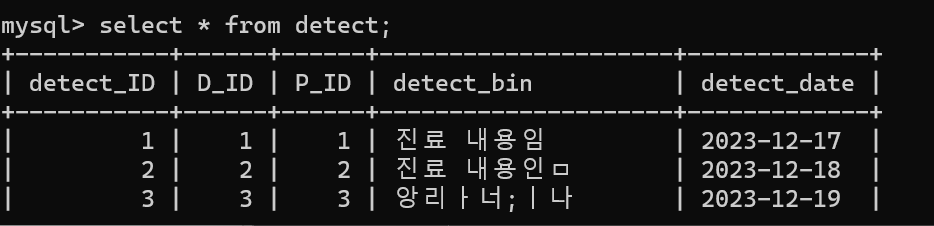 mysql> select * from detect;
+-----------+------+------+--------------------+-------------+
| detect_ID | D_ID | P_ID | detect_bin | detect_date |
+-----------+------+------+--------------------+-------------+
| 1 | 1 | 1 | 진료 내용임 | 2023-12-17 |
| 2 | 2 | 2 | 진료 내용인ㅁ | 2023-12-18 |
| 3 | 3 | 3 | 앙리ㅏ너;ㅣ나 | 2023-12-19 |